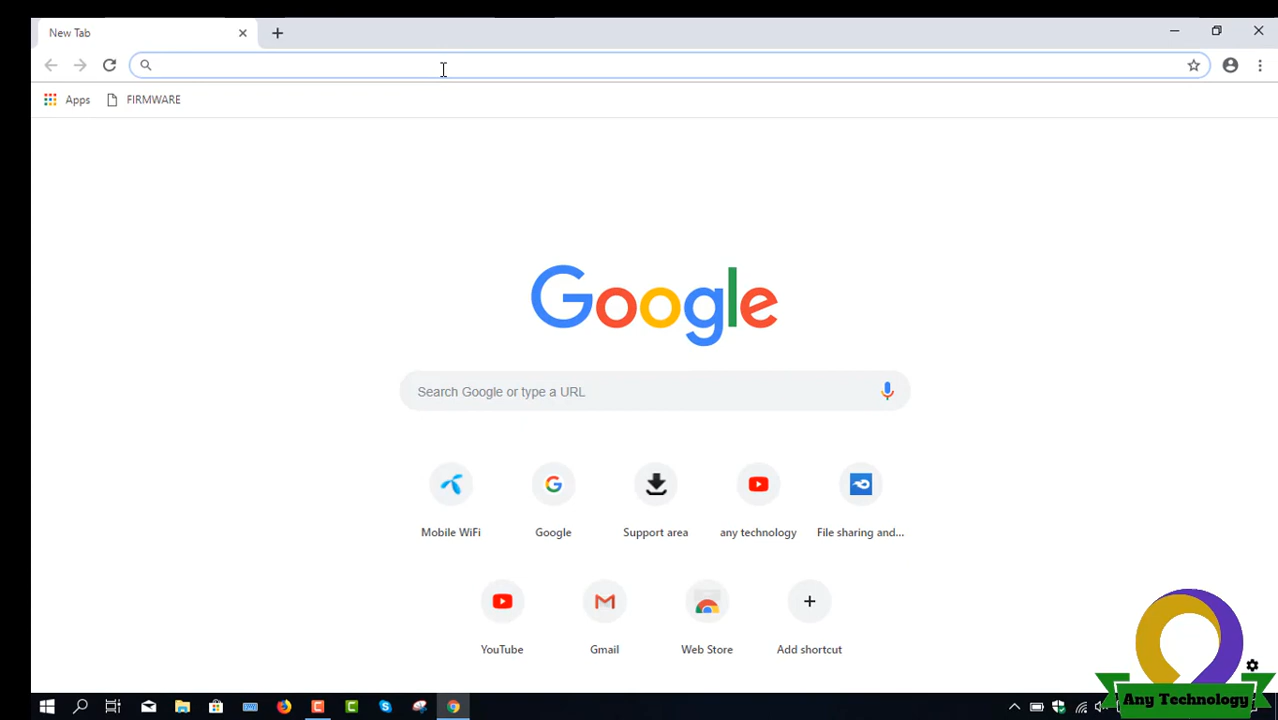 New Tab
Apps
FIRMWARE
Google
Search Google or type a URL
Mobile WiFi
Google
Support area
any technology
File sharing and...
YouTube
Gmail
Web Store
Add shortcut
Any Technology